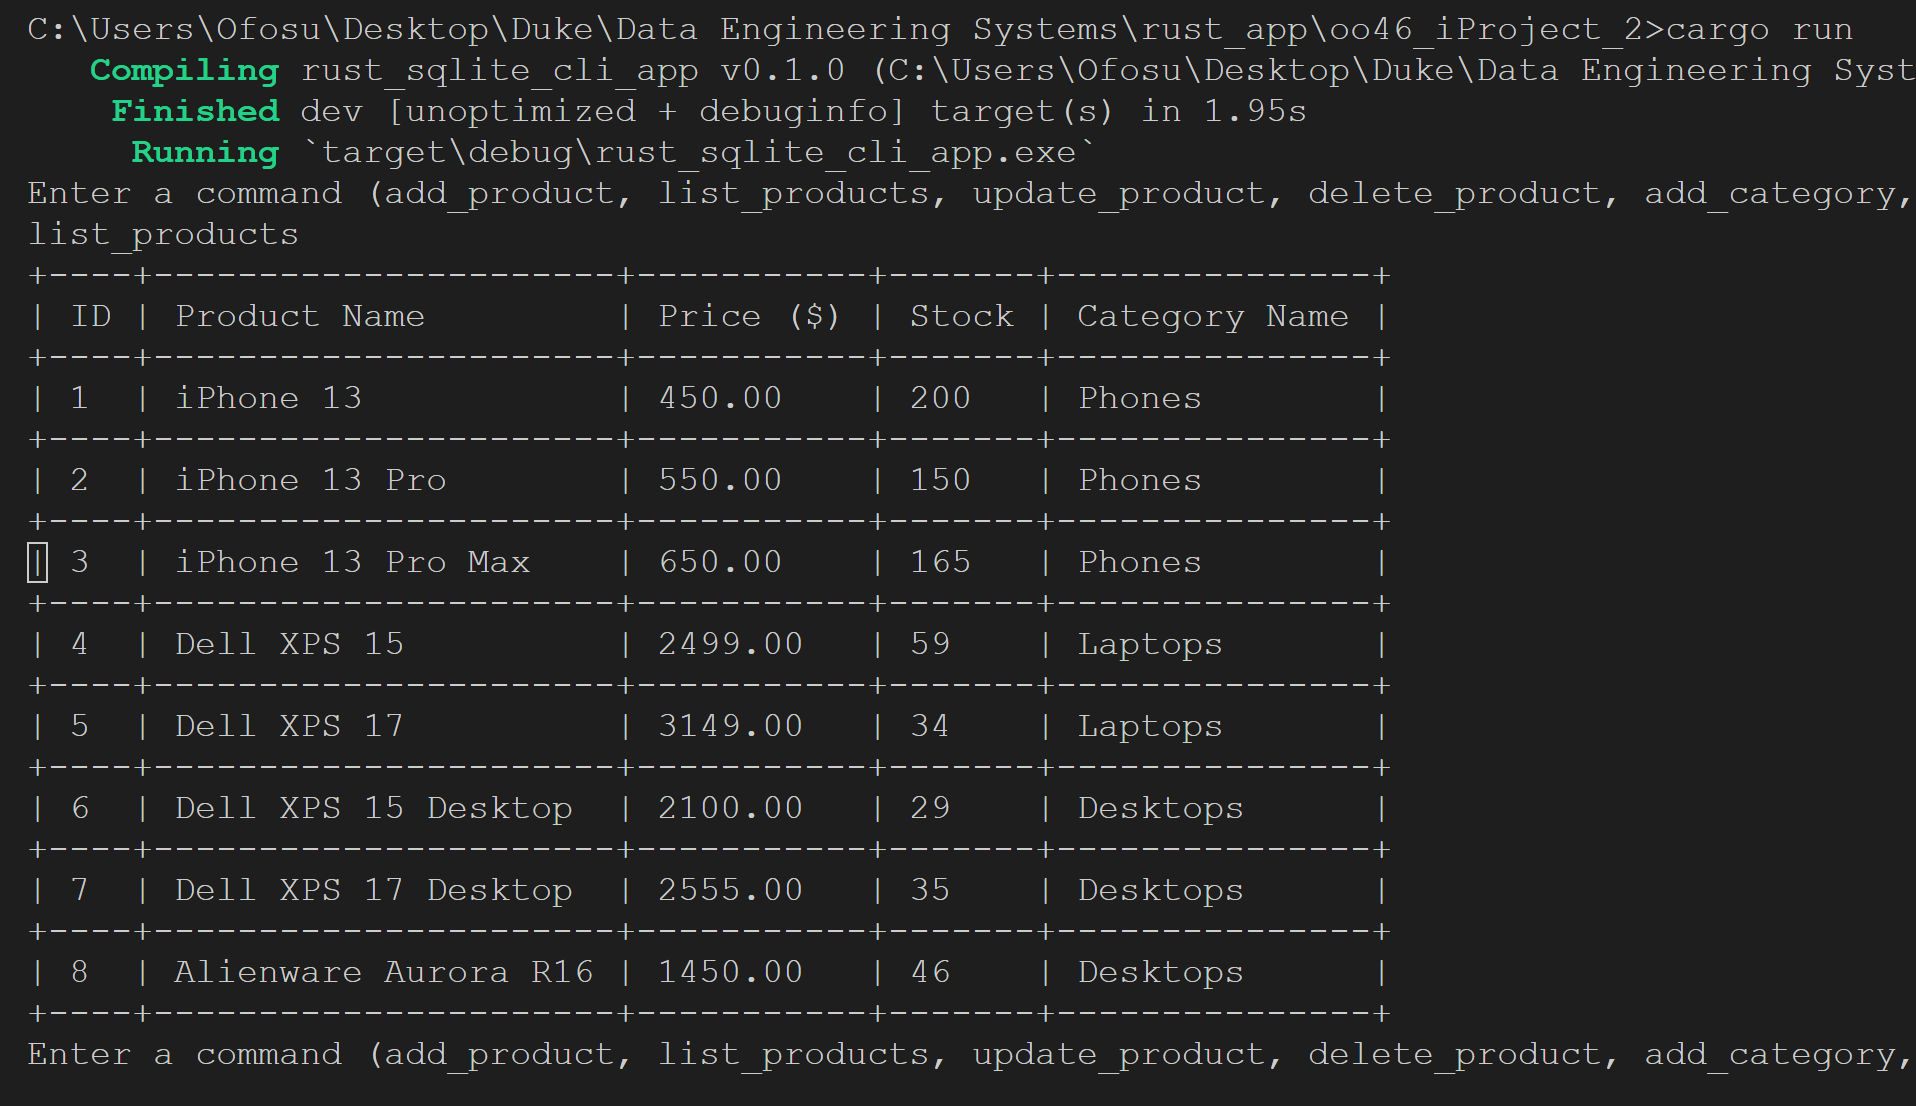 C:\Users\Ofosu\Desktop\Duke\Data Engineering Systems\rust_app\oo46_iProject_2>cargo run
   Compiling rust_sqlite_cli_app v0.1.0 (C:\Users\Ofosu\Desktop\Duke\Data Engineering Syst
    Finished dev [unoptimized + debuginfo] target(s) in 1.95s
     Running `target\debug\rust_sqlite_cli_app.exe`
Enter a command (add_product, list_products, update_product, delete_product, add_category,
list_products
+----+----------------------+-----------+-------+---------------+
| ID | Product Name         | Price ($) | Stock | Category Name |
+----+----------------------+-----------+-------+---------------+
| 1  | iPhone 13            | 450.00    | 200   | Phones        |
+----+----------------------+-----------+-------+---------------+
| 2  | iPhone 13 Pro        | 550.00    | 150   | Phones        |
+----+----------------------+-----------+-------+---------------+
| 3  | iPhone 13 Pro Max    | 650.00    | 165   | Phones        |
+----+----------------------+-----------+-------+---------------+
| 4  | Dell XPS 15          | 2499.00   | 59    | Laptops       |
+----+----------------------+-----------+-------+---------------+
| 5  | Dell XPS 17          | 3149.00   | 34    | Laptops       |
+----+----------------------+-----------+-------+---------------+
| 6  | Dell XPS 15 Desktop  | 2100.00   | 29    | Desktops      |
+----+----------------------+-----------+-------+---------------+
| 7  | Dell XPS 17 Desktop  | 2555.00   | 35    | Desktops      |
+----+----------------------+-----------+-------+---------------+
| 8  | Alienware Aurora R16 | 1450.00   | 46    | Desktops      |
+----+----------------------+-----------+-------+---------------+
Enter a command (add_product, list_products, update_product, delete_product, add_category,